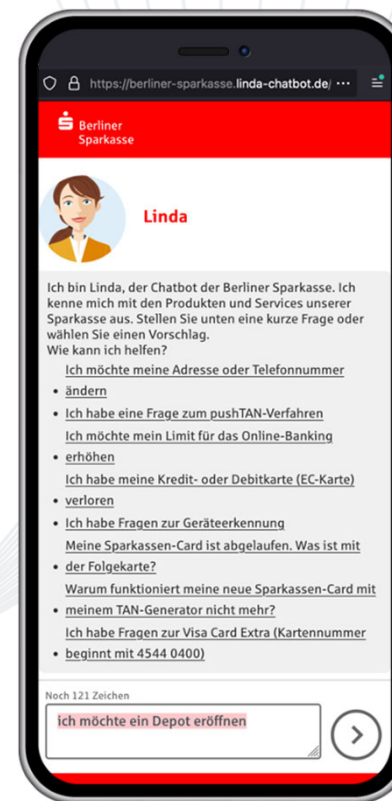 https://berliner-sparkasse.linda-chatbot.de/ ···
Berliner
Sparkasse
Linda
Ich bin Linda, der Chatbot der Berliner Sparkasse. Ich
kenne mich mit den Produkten und Services unserer
Sparkasse aus. Stellen Sie unten eine kurze Frage oder
wählen Sie einen Vorschlag.
Wie kann ich helfen?
Ich möchte meine Adresse oder Telefonnummer
• ändern
• Ich habe eine Frage zum pushTAN-Verfahren
Ich möchte mein Limit für das Online-Banking
• erhöhen
Ich habe meine Kredit- oder Debitkarte (EC-Karte)
• verloren
• Ich habe Fragen zur Geräteerkennung
Meine Sparkassen-Card ist abgelaufen. Was ist mit
• der Folgekarte?
Warum funktioniert meine neue Sparkassen-Card mit
• meinem TAN-Generator nicht mehr?
Ich habe Fragen zur Visa Card Extra (Kartennummer
• beginnt mit 4544 0400)
Noch 121 Zeichen
ich möchte ein Depot eröffnen